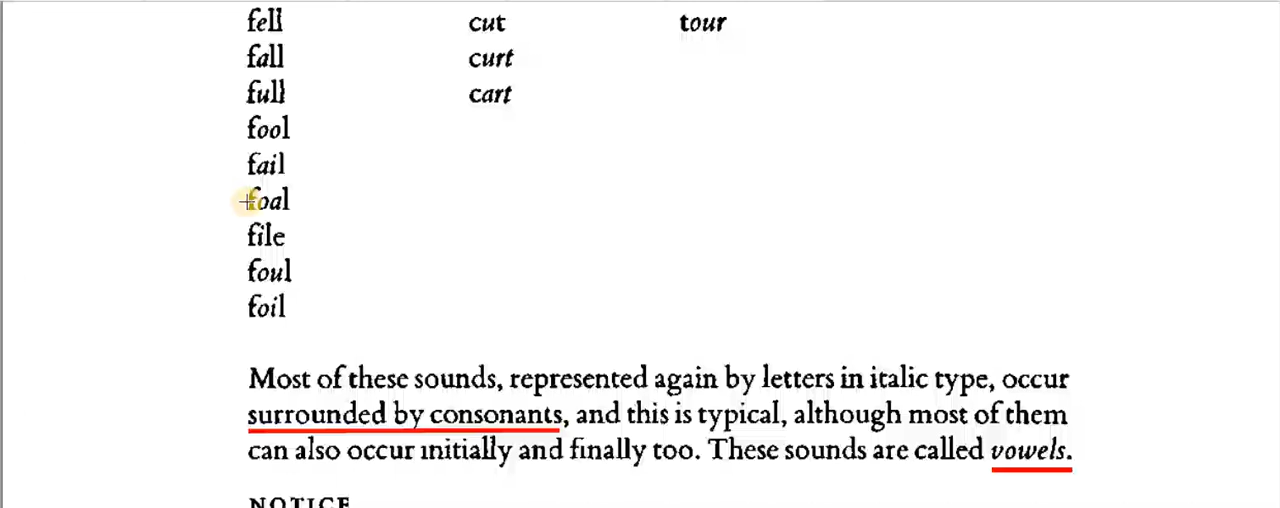 fell cut tour
fall curt
full cart
fool
fail
foal
file
foul
foil
Most of these sounds, represented again by letters in italic type, occur
surrounded by consonants, and this is typical, although most of them
can also occur initially and finally too. These sounds are called vowels.
NOTICE